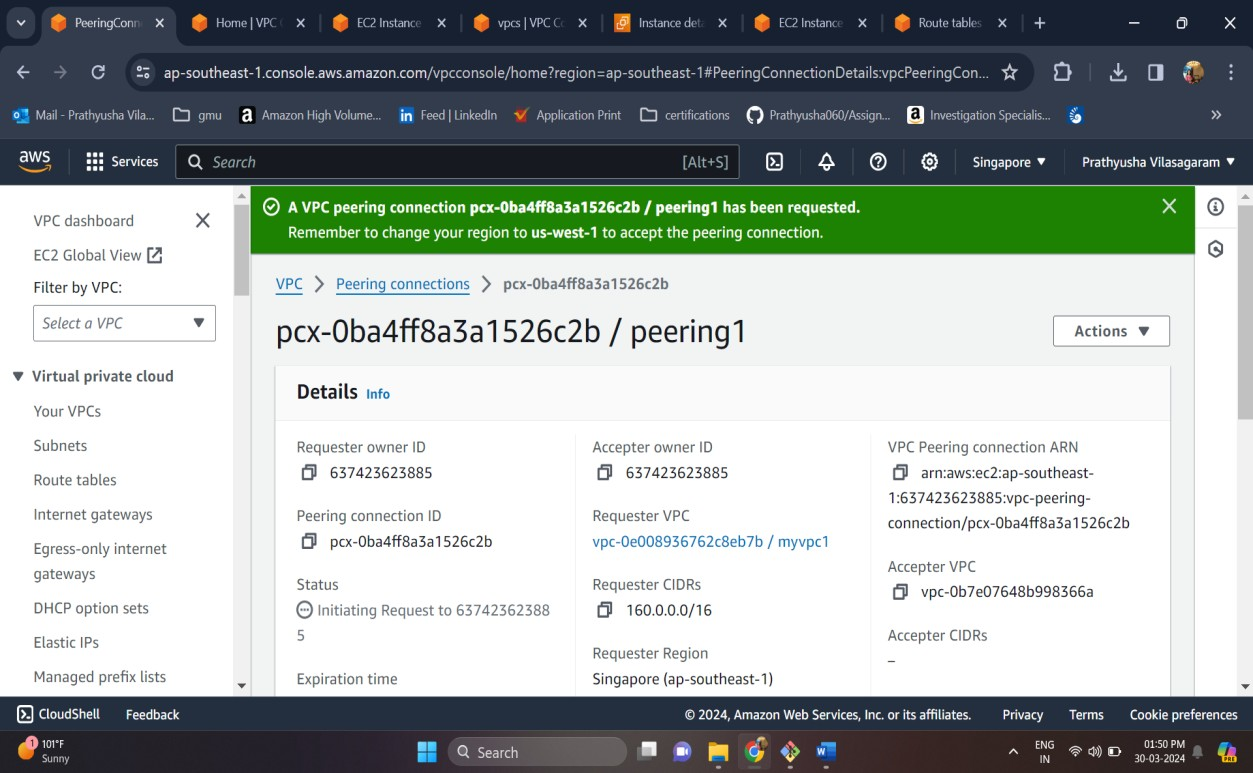 PeeringConn
Home | VPC
EC2 Instance
vpcs | VPC Co
Instance deta
EC2 Instance
Route tables
ap-southeast-1.console.aws.amazon.com/vpcconsole/home?region=ap-southeast-1#PeeringConnectionDetails:vpcPeeringCon...
Mail - Prathyusha Vila...
gmu
Amazon High Volume...
Feed | LinkedIn
Application Print
certifications
Prathyusha060/Assign...
Investigation Specialis...
aws
Services
Search
[Alt+S]
Singapore
Prathyusha Vilasagaram
VPC dashboard
EC2 Global View
Filter by VPC:
Select a VPC
Virtual private cloud
Your VPCs
Subnets
Route tables
Internet gateways
Egress-only internet
gateways
DHCP option sets
Elastic IPs
Managed prefix lists
A VPC peering connection pcx-0ba4ff8a3a1526c2b / peering1 has been requested.
Remember to change your region to us-west-1 to accept the peering connection.
VPC
Peering connections
pcx-0ba4ff8a3a1526c2b
pcx-0ba4ff8a3a1526c2b / peering1
Actions
Details Info
Requester owner ID
637423623885
Peering connection ID
pcx-0ba4ff8a3a1526c2b
Status
Initiating Request to 63742362388
5
Expiration time
Accepter owner ID
637423623885
Requester VPC
vpc-0e008936762c8eb7b / myvpc1
Requester CIDRs
160.0.0.0/16
Requester Region
Singapore (ap-southeast-1)
VPC Peering connection ARN
arn:aws:ec2:ap-southeast-
1:637423623885:vpc-peering-
connection/pcx-0ba4ff8a3a1526c2b
Accepter VPC
vpc-0b7e07648b998366a
Accepter CIDRs
–
CloudShell
Feedback
© 2024, Amazon Web Services, Inc. or its affiliates.
Privacy
Terms
Cookie preferences
1
101°F
Sunny
Search
ENG
IN
01:50 PM
30-03-2024
PRE